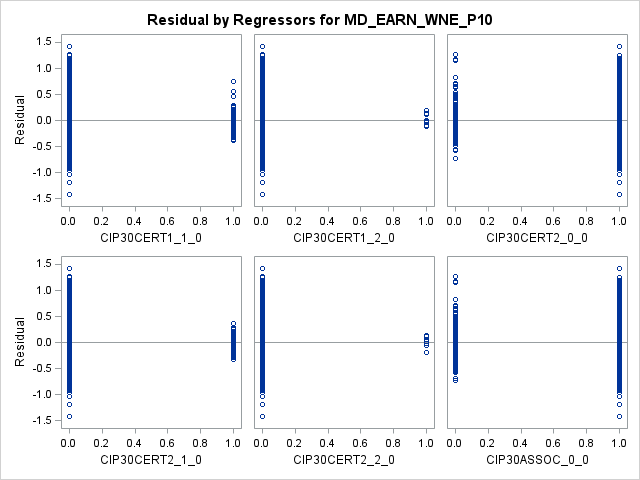 Residual by Regressors for MD_EARN_WNE_P10
Residual
1.5
1.0
0.5
0.0
-0.5
-1.0
-1.5
0.0 0.2 0.4 0.6 0.8 1.0
CIP30CERT1_1_0
0.0 0.2 0.4 0.6 0.8 1.0
CIP30CERT1_2_0
0.0 0.2 0.4 0.6 0.8 1.0
CIP30CERT2_0_0
Residual
1.5
1.0
0.5
0.0
-0.5
-1.0
-1.5
0.0 0.2 0.4 0.6 0.8 1.0
CIP30CERT2_1_0
0.0 0.2 0.4 0.6 0.8 1.0
CIP30CERT2_2_0
0.0 0.2 0.4 0.6 0.8 1.0
CIP30ASSOC_0_0